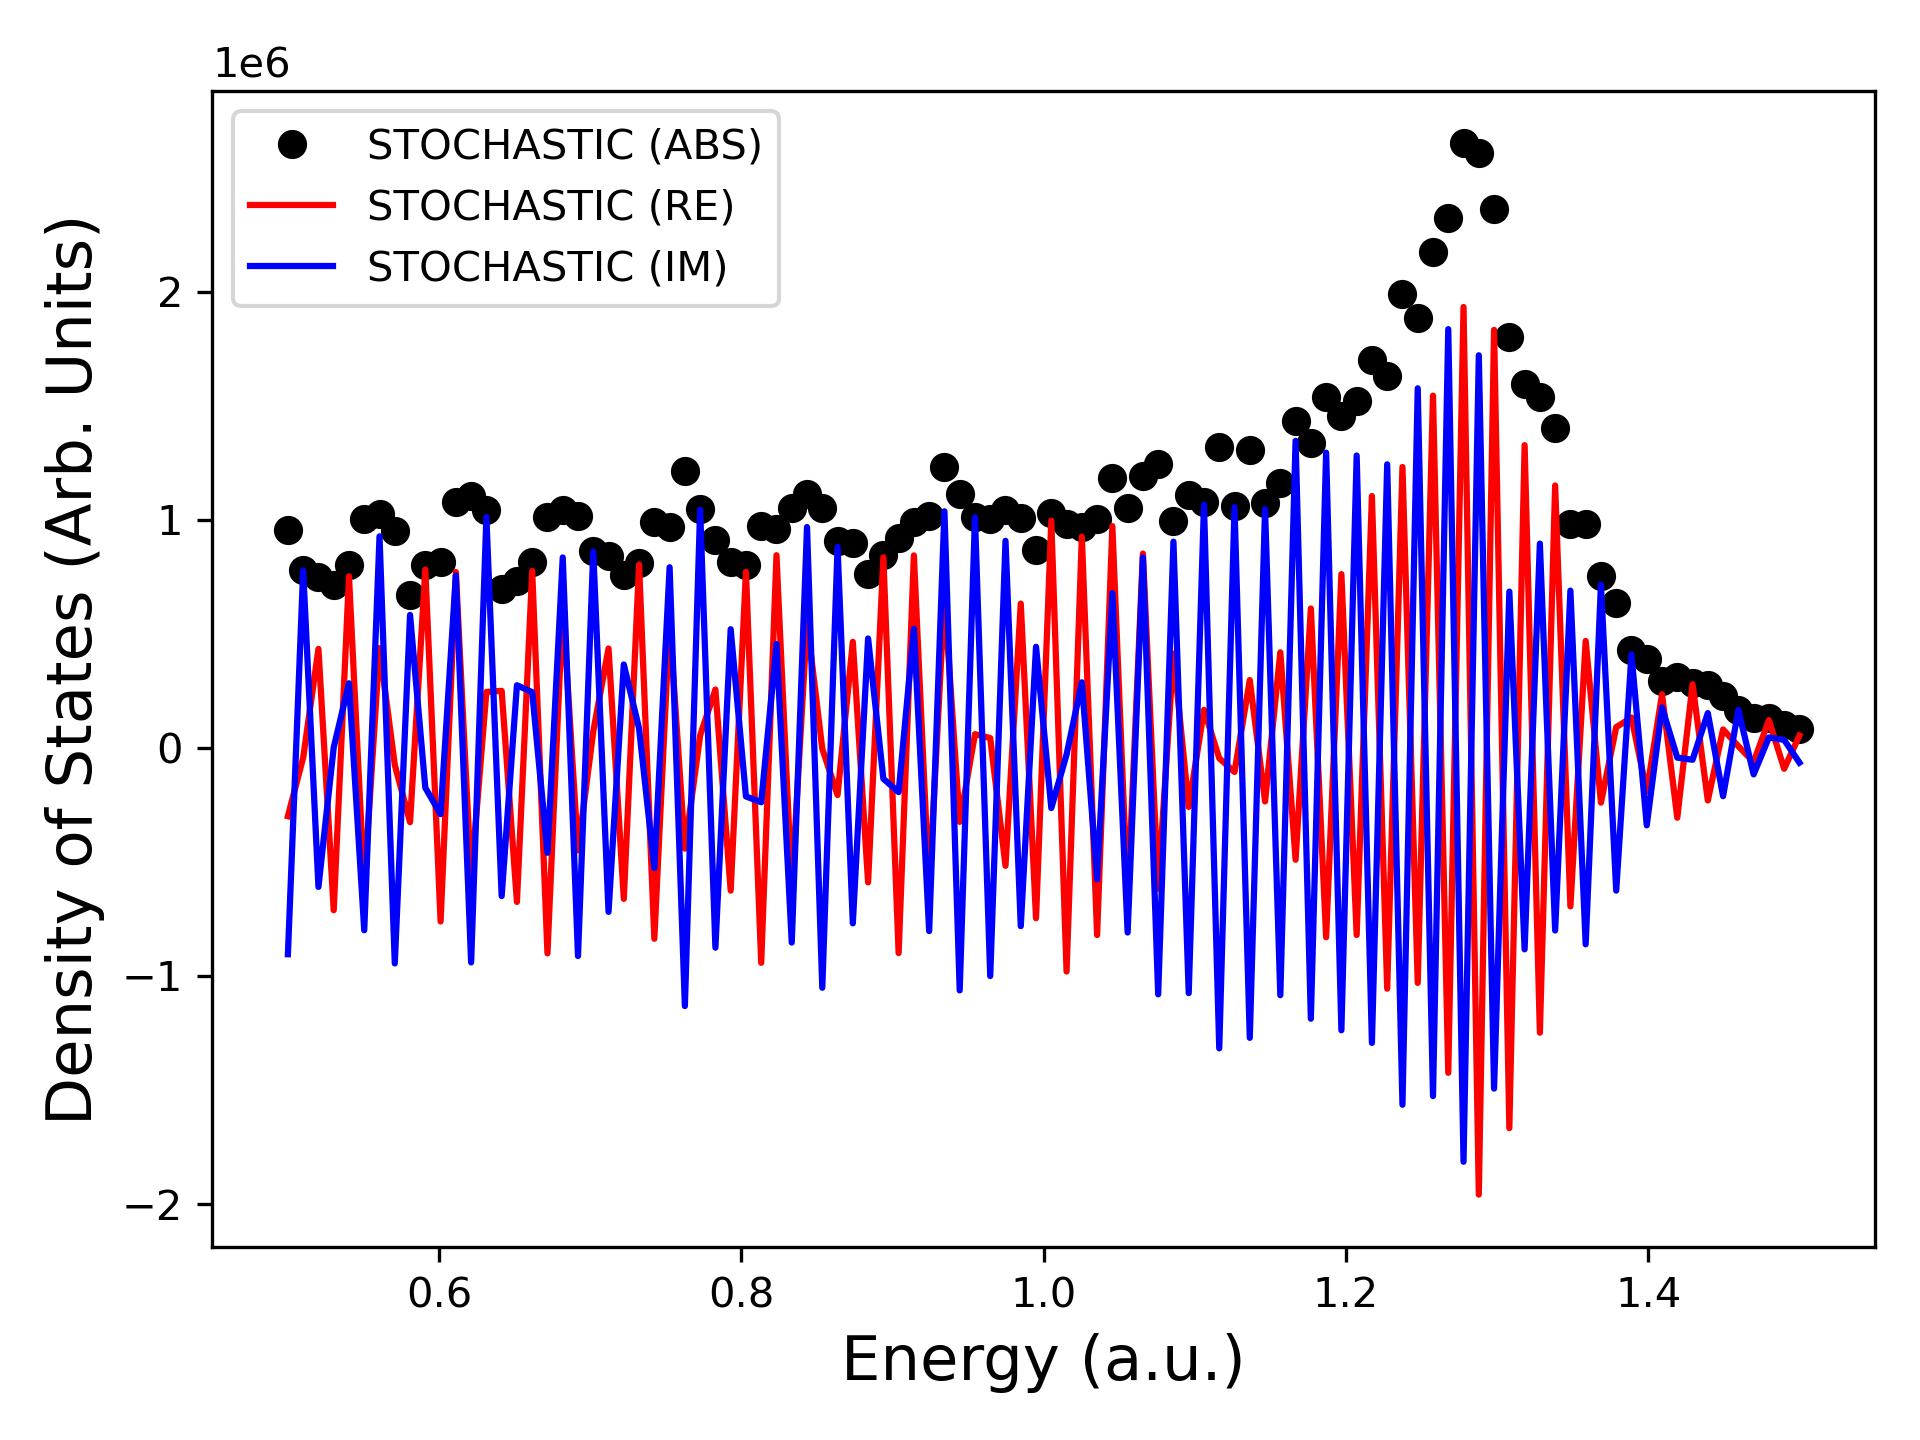 1e6
STOCHASTIC (ABS)
STOCHASTIC (RE)
STOCHASTIC (IM)
Density of States (Arb. Units)
2
1
0
−1
−2
0.6 0.8 1.0 1.2 1.4
Energy (a.u.)